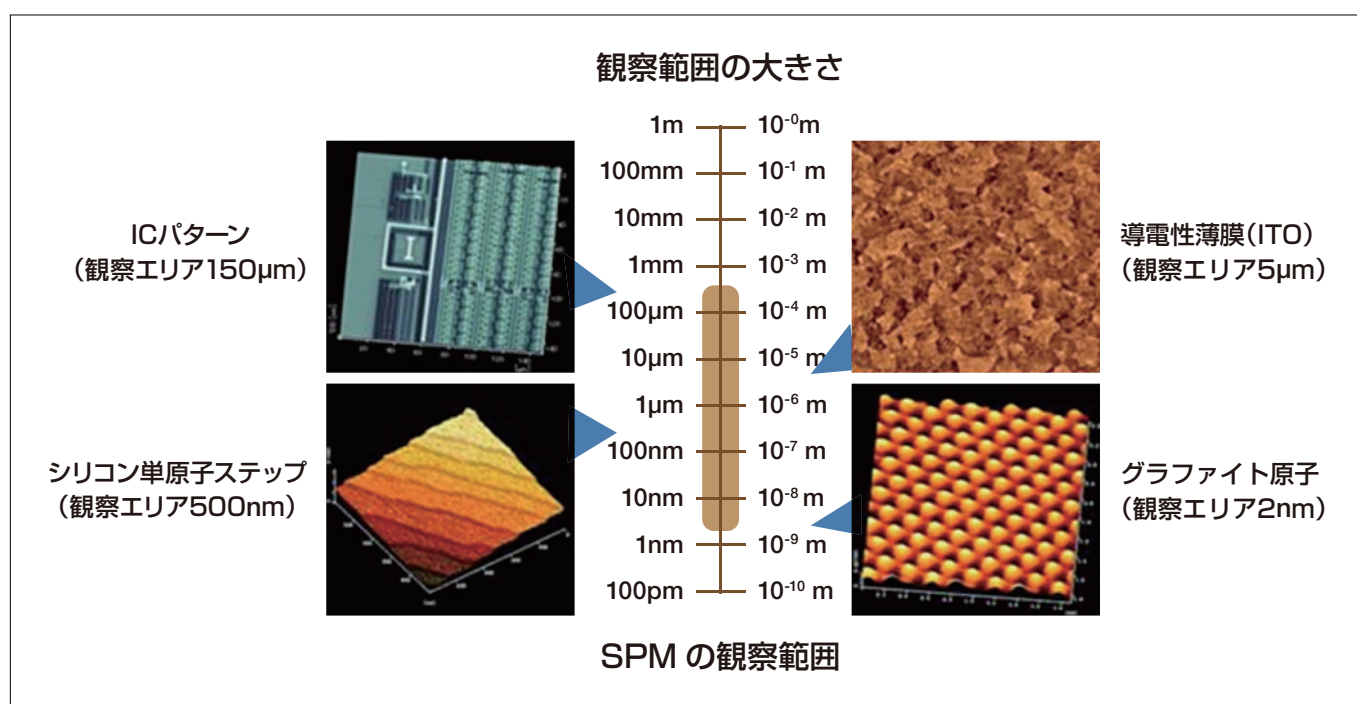 観察範囲の大きさ
1m 10⁻⁰m
100mm 10⁻¹ m
10mm 10⁻² m
1mm 10⁻³ m
100μm 10⁻⁴ m
10μm 10⁻⁵ m
1μm 10⁻⁶ m
100nm 10⁻⁷ m
10nm 10⁻⁸ m
1nm 10⁻⁹ m
100pm 10⁻¹⁰ m
ICパターン
（観察エリア150μm）
シリコン単原子ステップ
（観察エリア500nm）
導電性薄膜（ITO）
（観察エリア5μm）
グラファイト原子
（観察エリア2nm）
SPM の観察範囲